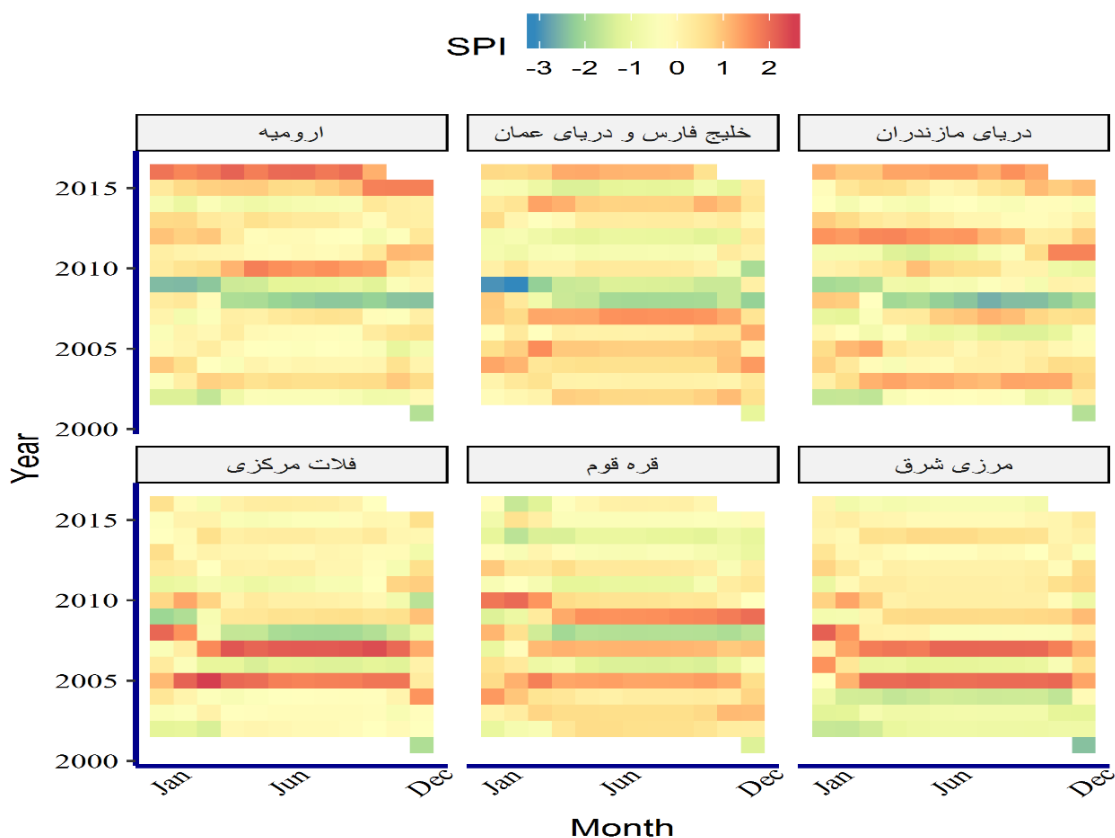 SPI
-3 -2 -1 0 1 2
ارومیه
خلیج فارس و دریای عمان
دریای مازندران
2015
2010
2005
2000
Year
فلات مرکزی
قره قوم
مرزی شرق
2015
2010
2005
2000
Jan Jun Dec Jan Jun Dec Jan Jun Dec
Month